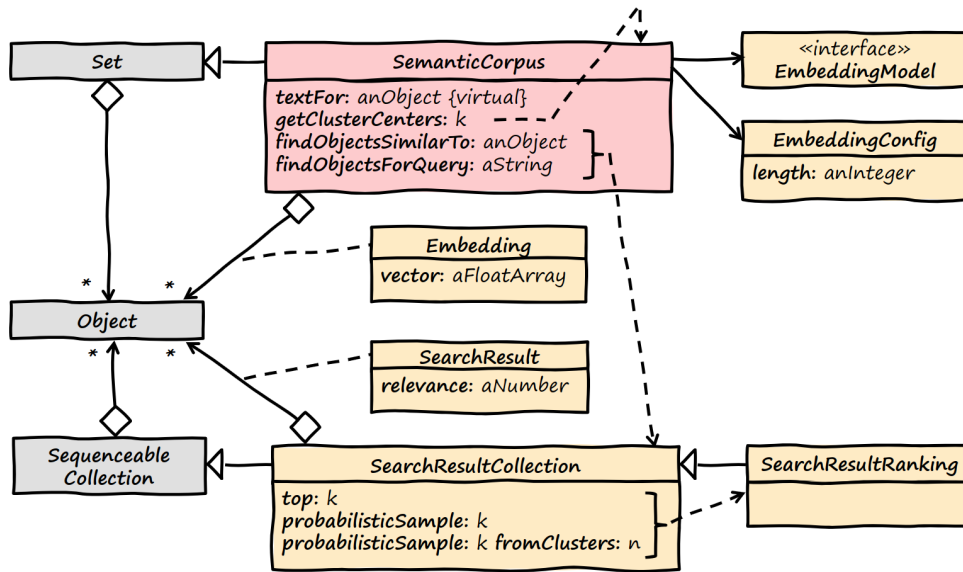 Set
SemanticCorpus
textFor: anObject {virtual}
getClusterCenters: k
findObjectsSimilarTo: anObject
findObjectsForQuery: aString
«interface»
EmbeddingModel
EmbeddingConfig
length: anInteger
Embedding
vector: aFloatArray
*
*
Object
*
*
SearchResult
relevance: aNumber
Sequenceable
Collection
SearchResultCollection
top: k
probabilisticSample: k
probabilisticSample: k fromClusters: n
SearchResultRanking